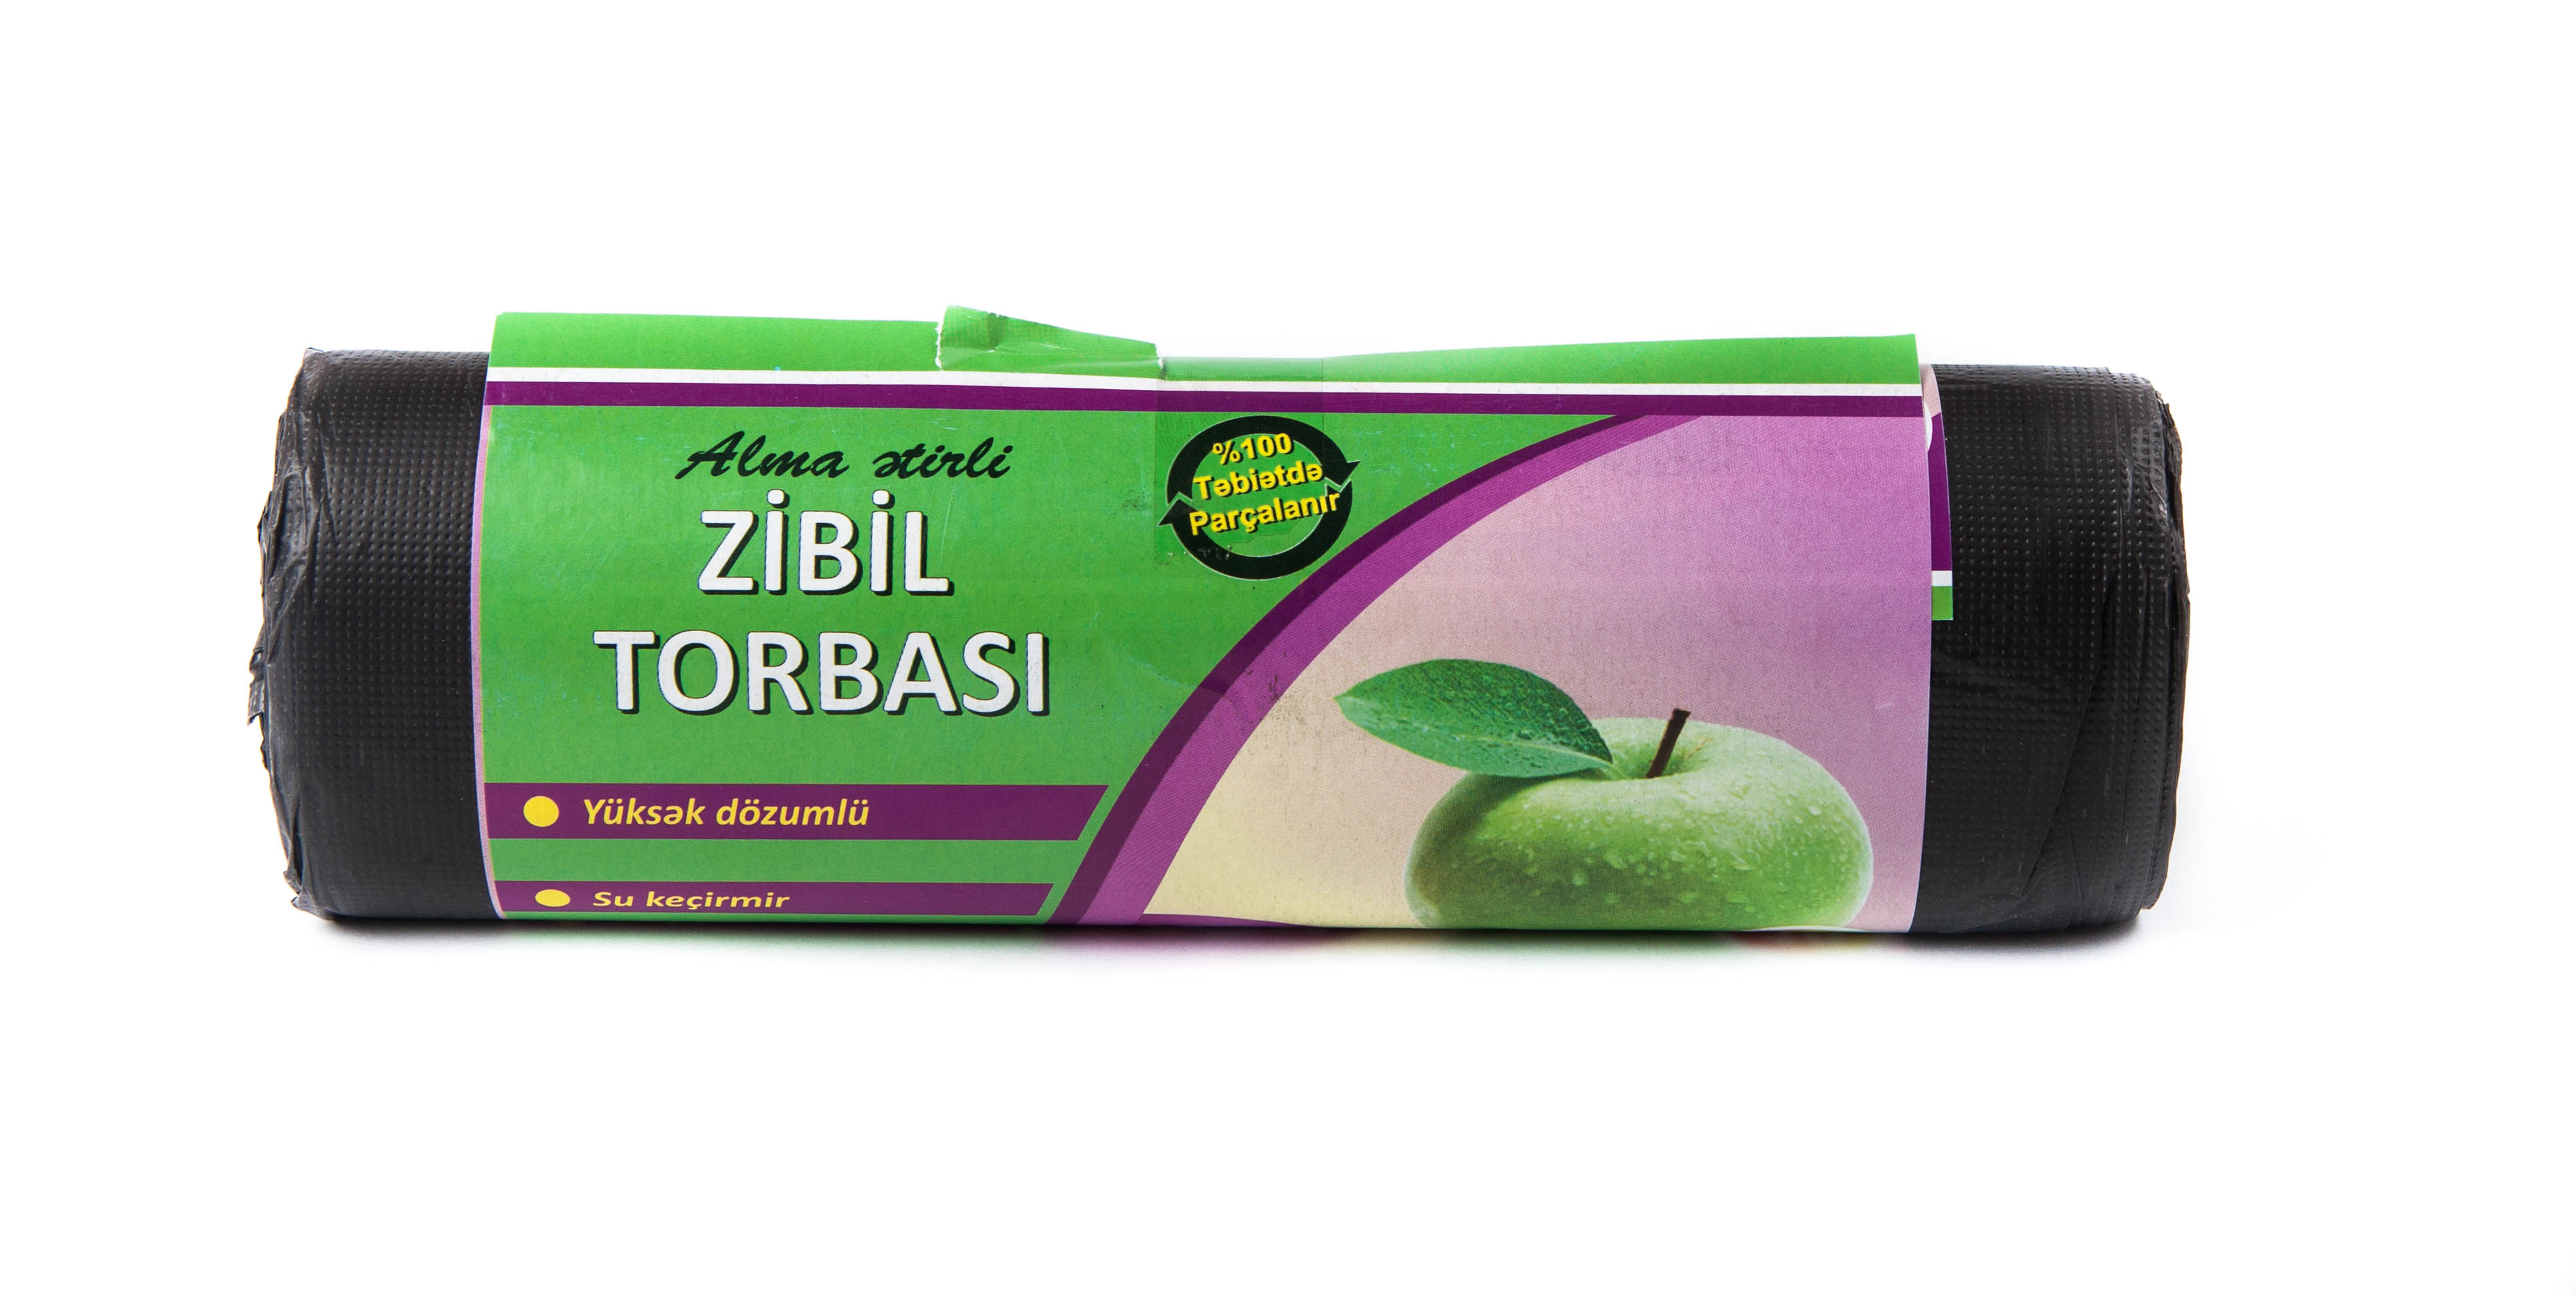 Alma ətirli
ZİBİL
TORBASI
%100
Təbiətdə
Parçalanır
Yüksək dözumlü
Su keçirmir